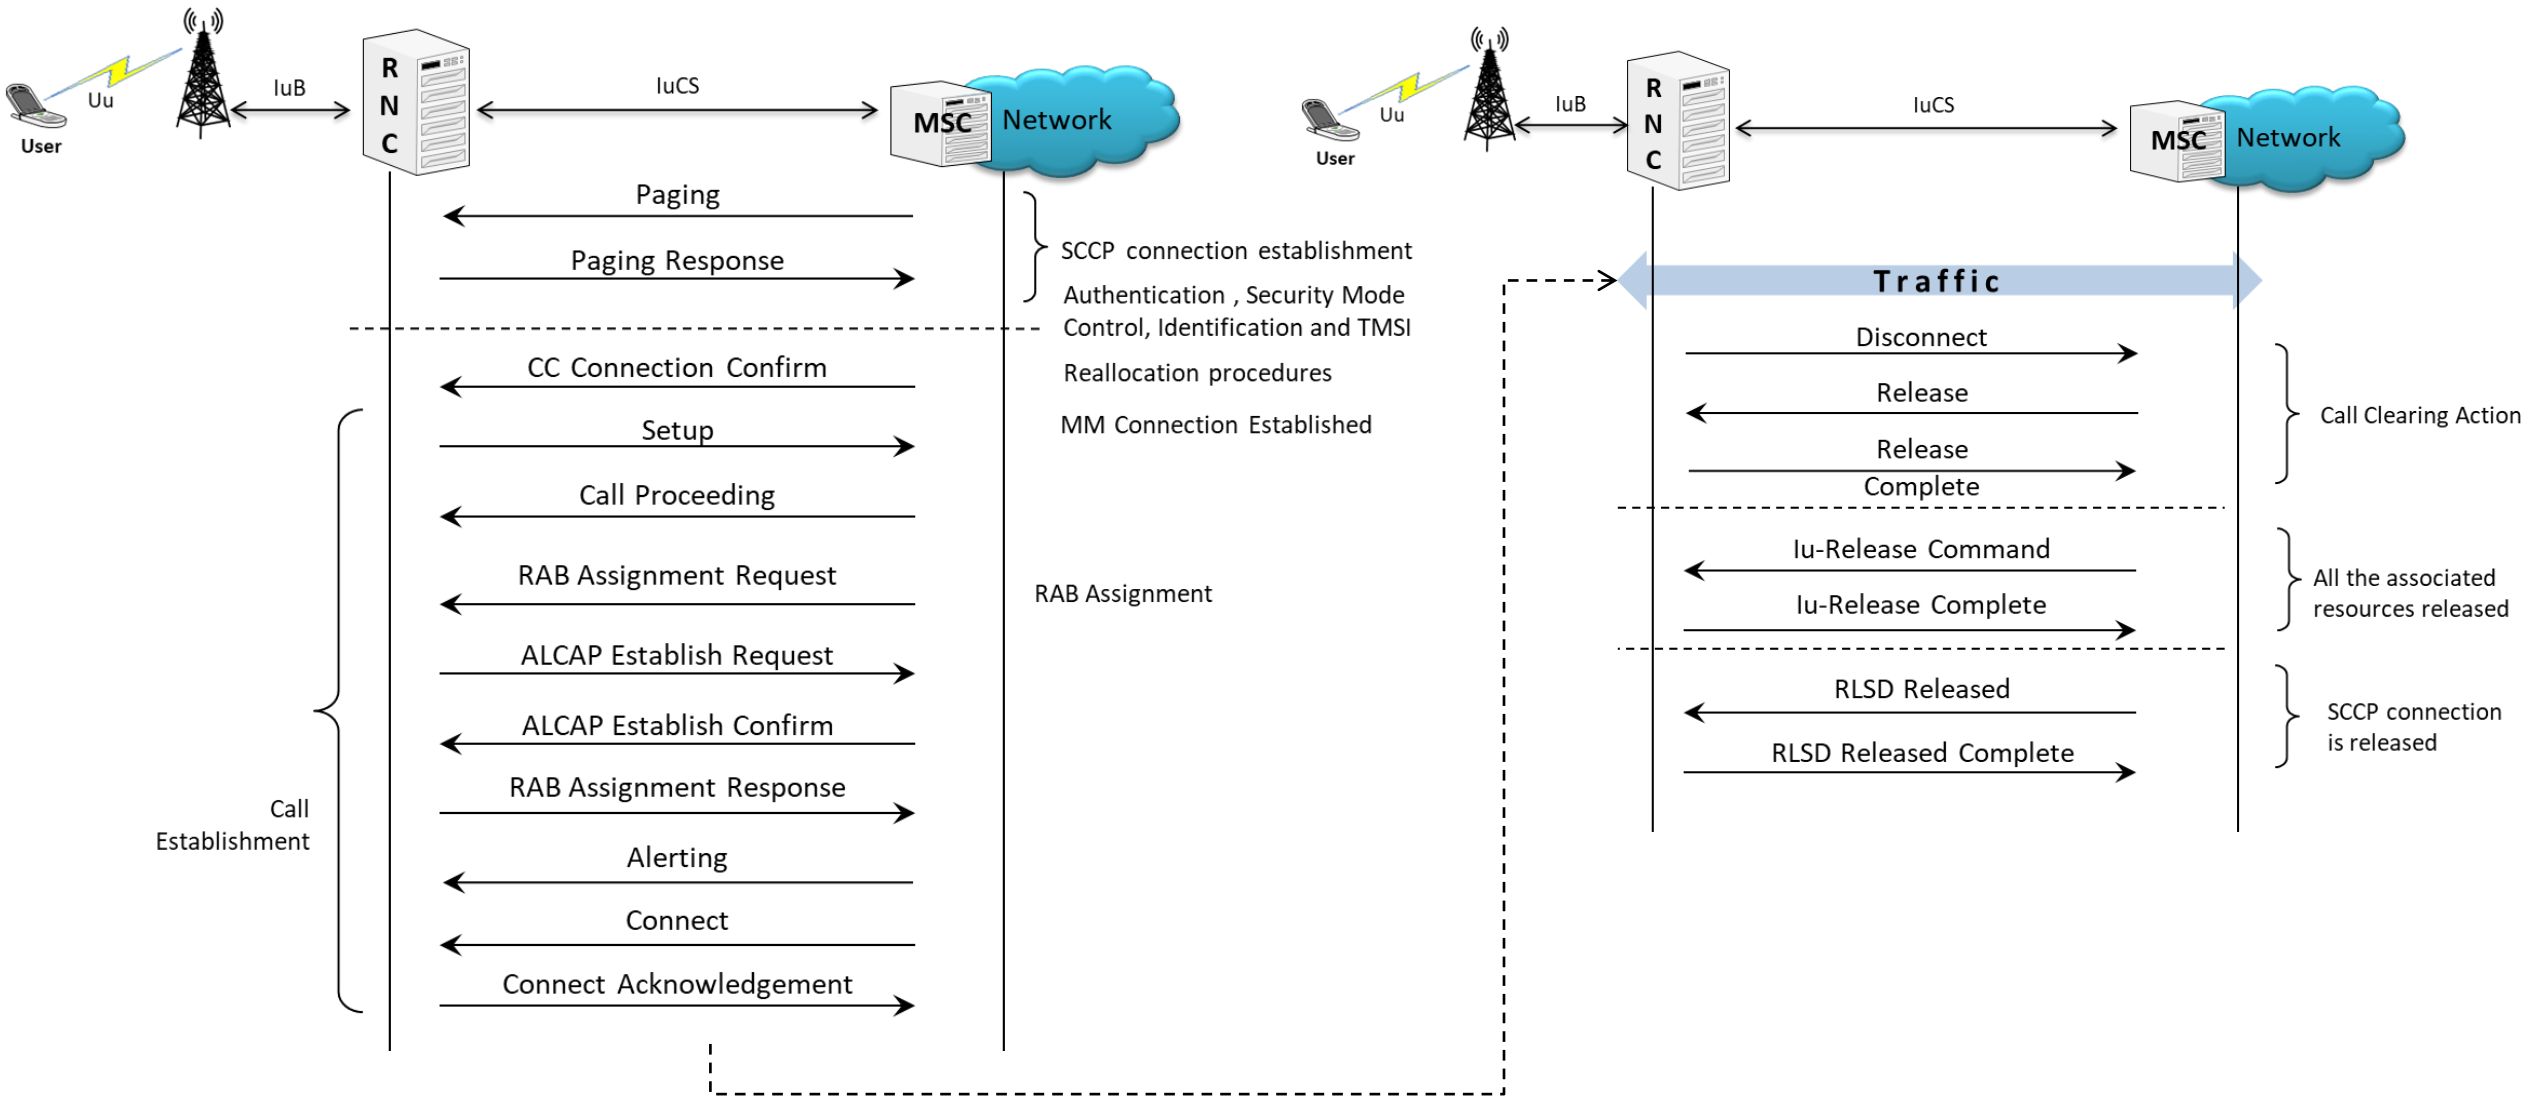 User
Uu
IuB
R
N
C
IuCS
MSC
Network
Paging
Paging Response
SCCP connection establishment
Authentication , Security Mode
Control, Identification and TMSI
CC Connection Confirm
Reallocation procedures
Setup
MM Connection Established
Call Proceeding
RAB Assignment Request
RAB Assignment
ALCAP Establish Request
ALCAP Establish Confirm
RAB Assignment Response
Call
Establishment
Alerting
Connect
Connect Acknowledgement
User
Uu
IuB
R
N
C
IuCS
MSC
Network
Traffic
Disconnect
Release
Call Clearing Action
Release
Complete
Iu-Release Command
All the associated
resources released
Iu-Release Complete
RLSD Released
SCCP connection
is released
RLSD Released Complete